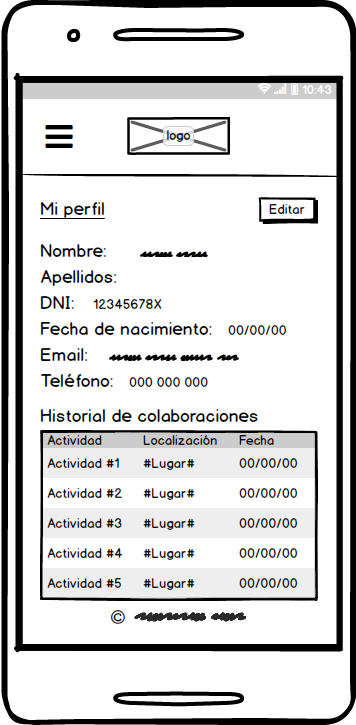 10:43
logo
Mi perfil Editar
Nombre:
Apellidos:
DNI: 12345678X
Fecha de nacimiento: 00/00/00
Email:
Teléfono: 000 000 000
Historial de colaboraciones
Actividad Localización Fecha
Actividad #1 #Lugar# 00/00/00
Actividad #2 #Lugar# 00/00/00
Actividad #3 #Lugar# 00/00/00
Actividad #4 #Lugar# 00/00/00
Actividad #5 #Lugar# 00/00/00
©